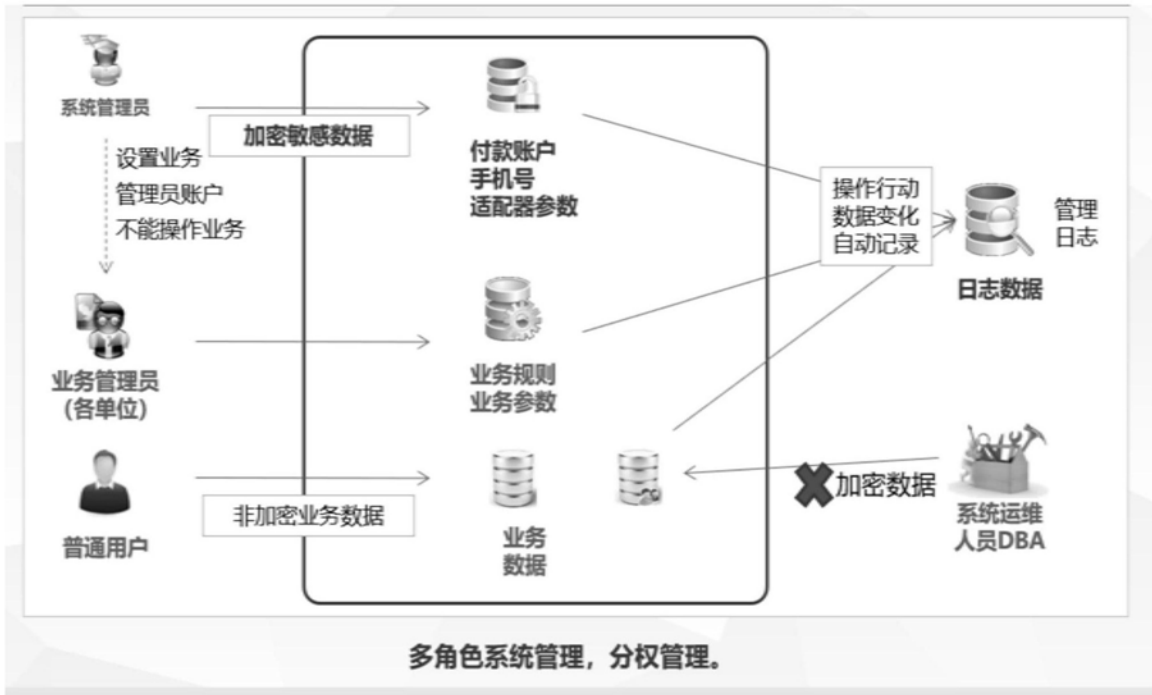 系统管理员
加密敏感数据
付款账户
手机号
适配器参数
设置业务
管理员账户
不能操作业务
操作行动
数据变化
自动记录
管理
日志
日志数据
业务管理员
(各单位)
业务规则
业务参数
普通用户
非加密业务数据
业务
数据
加密数据
系统运维
人员DBA
多角色系统管理，分权管理。